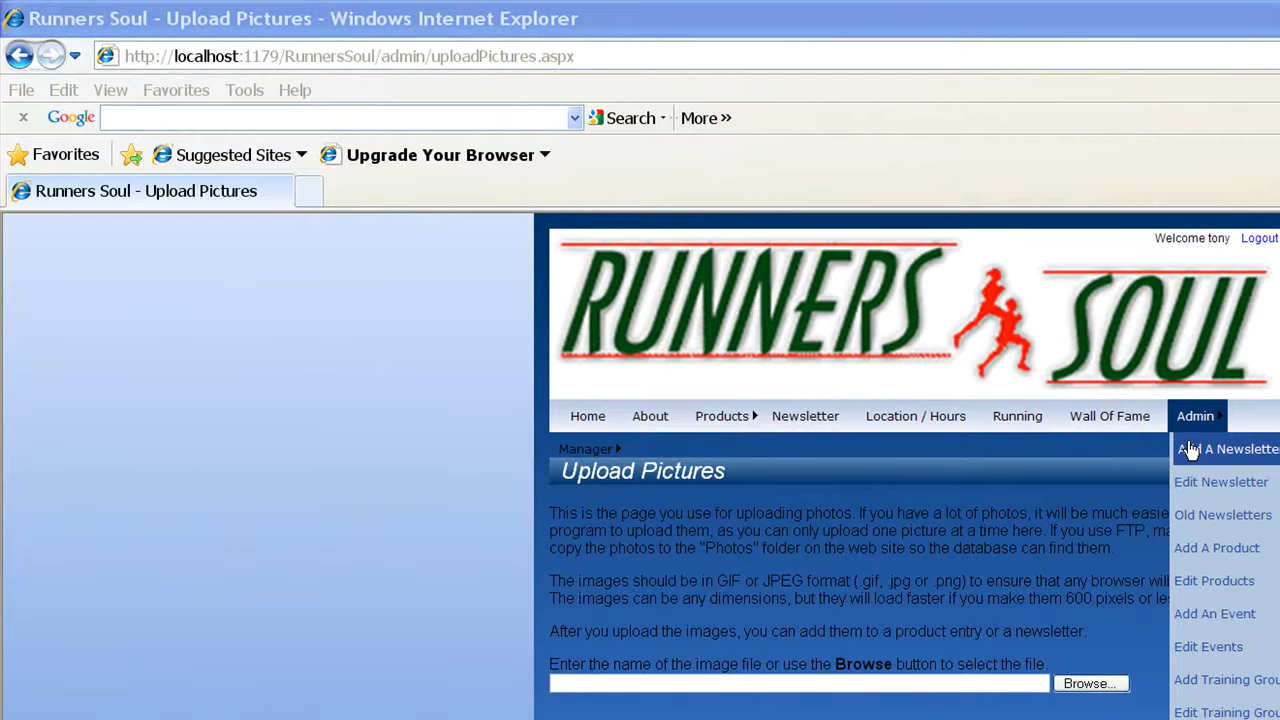 Runners Soul - Upload Pictures - Windows Internet Explorer
http://localhost:1179/RunnersSoul/admin/uploadPictures.aspx
File Edit View Favorites Tools Help
x Google Search More »
Favorites Suggested Sites Upgrade Your Browser
Runners Soul - Upload Pictures
Welcome tony Logout
RUNNERS SOUL
Home About Products Newsletter Location / Hours Running Wall Of Fame Admin
Manager
Add A Newsletter
Upload Pictures
Edit Newsletter
This is the page you use for uploading photos. If you have a lot of photos, it will be much easie
Old Newsletters
program to upload them, as you can only upload one picture at a time here. If you use FTP, ma
copy the photos to the "Photos" folder on the web site so the database can find them.
Add A Product
The images should be in GIF or JPEG format (.gif, .jpg or .png) to ensure that any browser will
Edit Products
The images can be any dimensions, but they will load faster if you make them 600 pixels or les
Add An Event
After you upload the images, you can add them to a product entry or a newsletter.
Edit Events
Enter the name of the image file or use the Browse button to select the file.
Browse...
Add Training Grou
Edit Training Grou